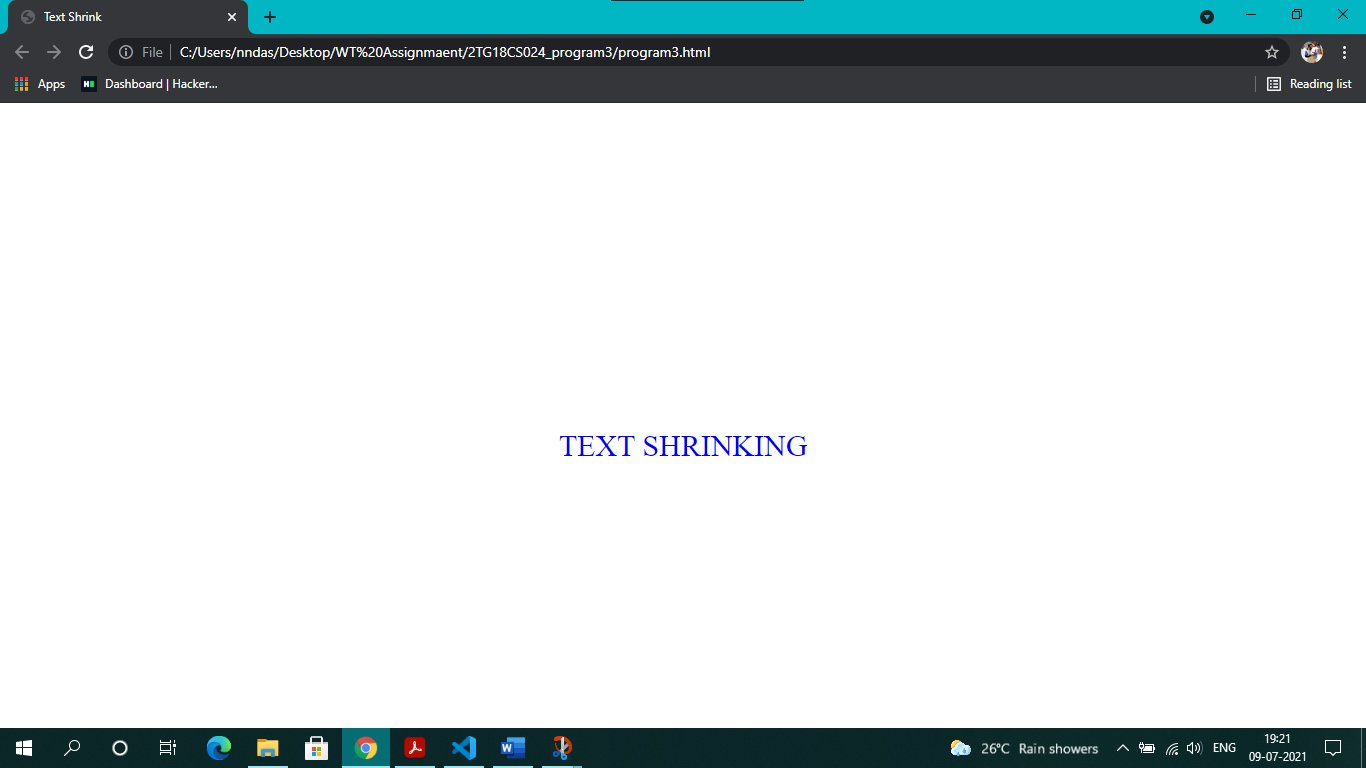 Text Shrink
File C:/Users/nndas/Desktop/WT%20Assignmaent/2TG18CS024_program3/program3.html
Apps Dashboard | Hacker... Reading list
TEXT SHRINKING
26°C Rain showers ENG 19:21
09-07-2021